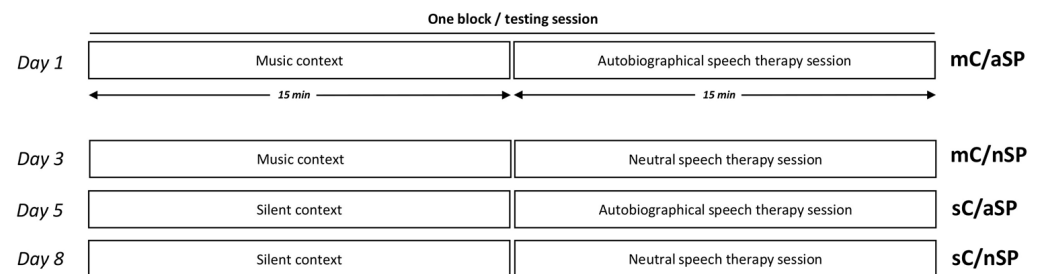 One block / testing session
Day 1 Music context Autobiographical speech therapy session mC/aSP
15 min 15 min
Day 3 Music context Neutral speech therapy session mC/nSP
Day 5 Silent context Autobiographical speech therapy session sC/aSP
Day 8 Silent context Neutral speech therapy session sC/nSP